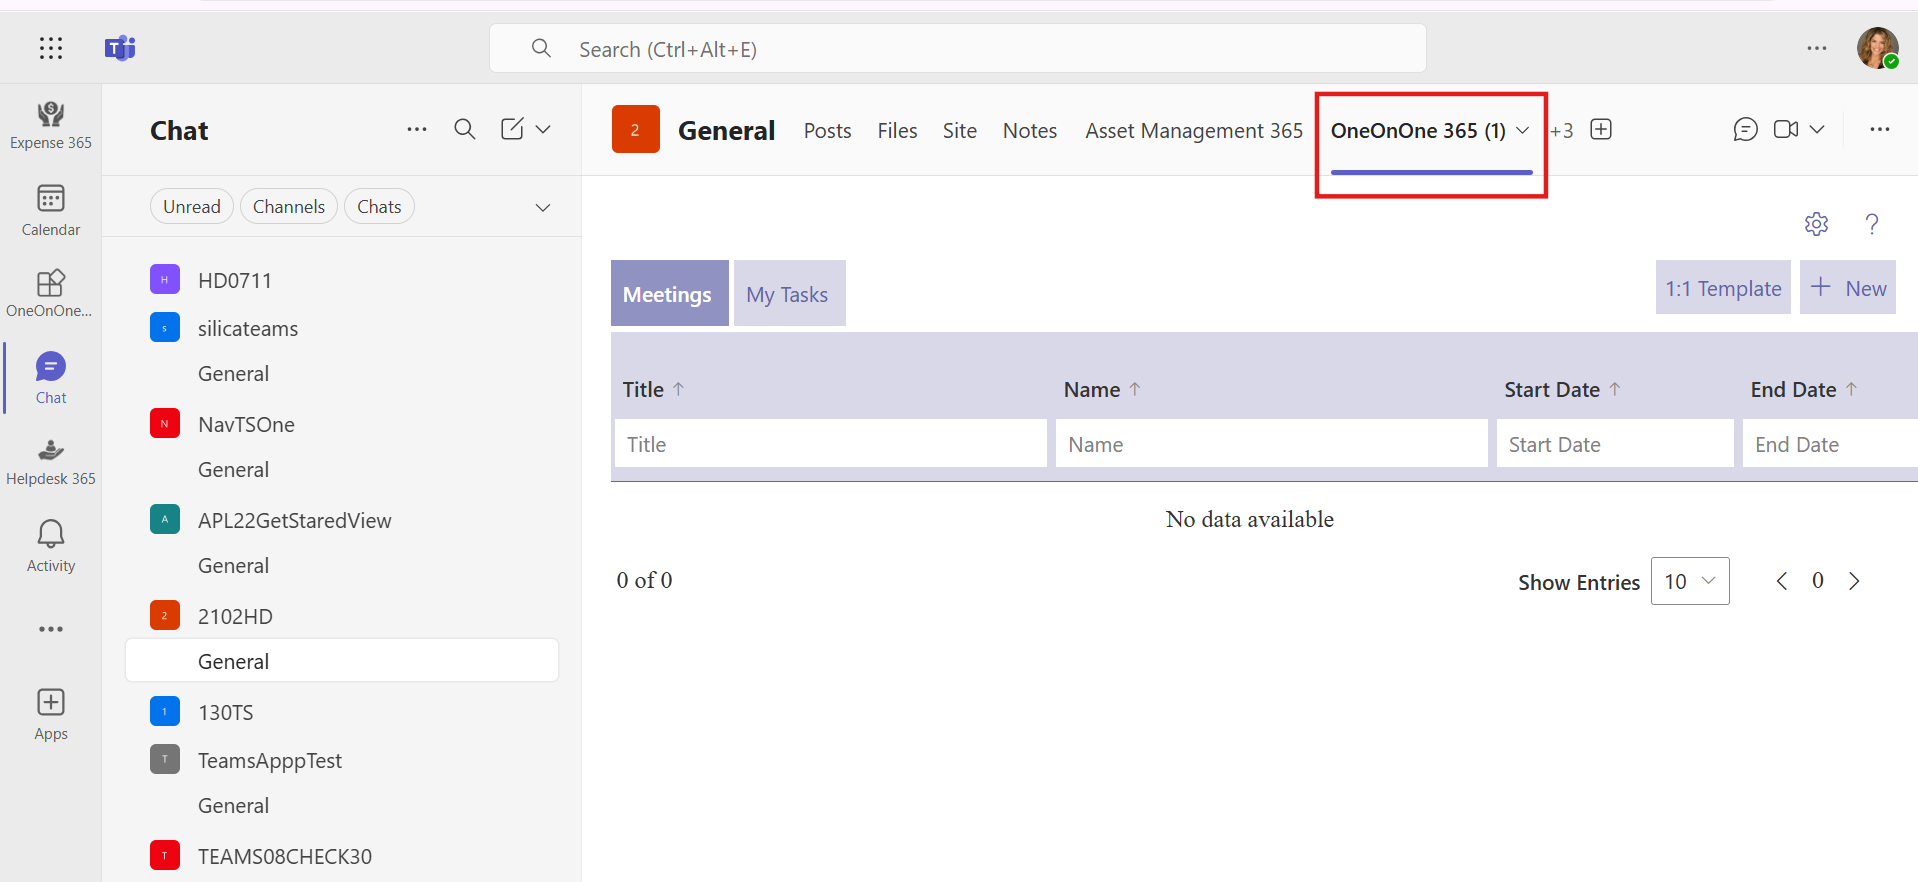 Search (Ctrl+Alt+E)
Expense 365
Calendar
OneOnOne...
Chat
Helpdesk 365
Activity
Apps
Chat
Unread Channels Chats
H HD0711
s silicateams
General
N NavTSOne
General
A APL22GetStaredView
General
2 2102HD
General
1 130TS
T TeamsApppTest
General
T TEAMS08CHECK30
2 General Posts Files Site Notes Asset Management 365 OneOnOne 365 (1) +3
Meetings My Tasks 1:1 Template + New
Title ↑ Name ↑ Start Date ↑ End Date ↑
Title Name Start Date End Date
No data available
0 of 0 Show Entries 10 < 0 >